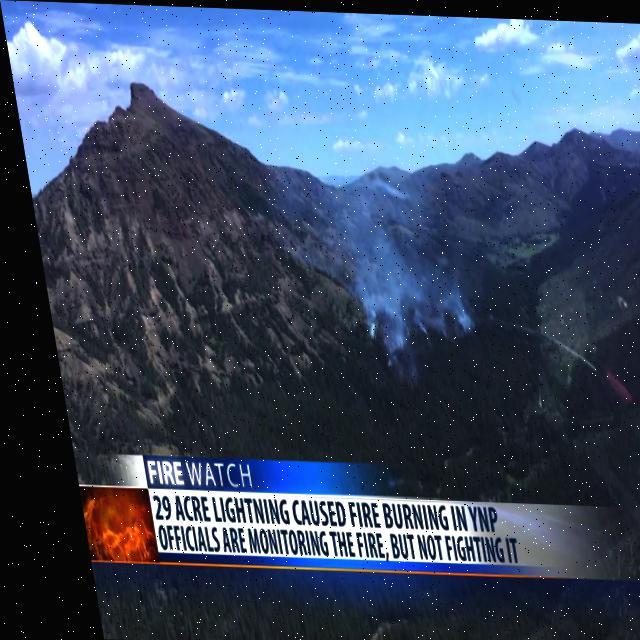 FIRE WATCH
29 ACRE LIGHTNING CAUSED FIRE BURNING IN YNP
OFFICIALS ARE MONITORING THE FIRE, BUT NOT FIGHTING IT